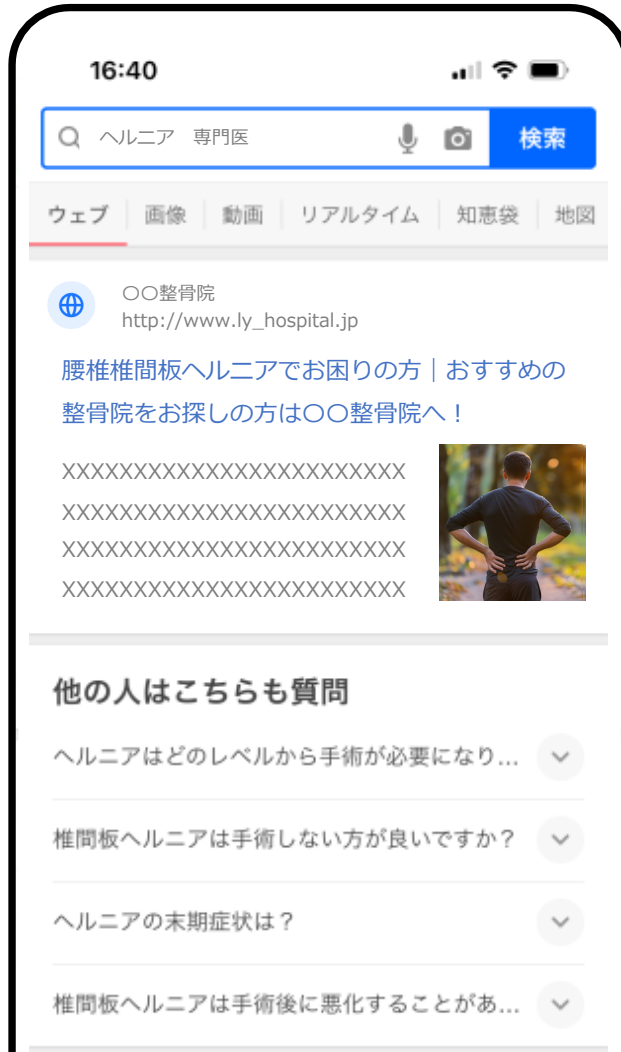 16:40
ヘルニア　専門医
検索
ウェブ
画像
動画
リアルタイム
知恵袋
地図
〇〇整骨院
http://www.ly_hospital.jp
腰椎椎間板ヘルニアでお困りの方｜おすすめの
整骨院をお探しの方は〇〇整骨院へ！
XXXXXXXXXXXXXXXXXXXXXXXX
XXXXXXXXXXXXXXXXXXXXXXXX
XXXXXXXXXXXXXXXXXXXXXXXX
XXXXXXXXXXXXXXXXXXXXXXXX
他の人はこちらも質問
ヘルニアはどのレベルから手術が必要になり...
椎間板ヘルニアは手術しない方が良いですか？
ヘルニアの末期症状は？
椎間板ヘルニアは手術後に悪化することがあ...